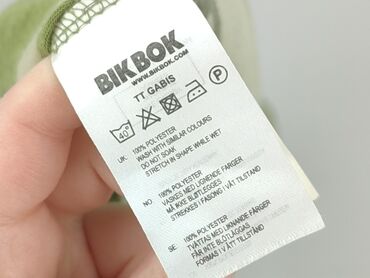 BIKBOK
WWW.BIKBOK.COM
TT GABIS
40°
P
UK: 100% POLYESTER
WASH WITH SIMILAR COLOURS
DO NOT SOAK
STRETCH IN SHAPE WHILE WET
NO: 100% POLYESTER
VASKES MED LIGNENDE FARGER
MÅ IKKE BLØTLEGGES
STREKKES I FASONG I VÅT TILSTAND
SE: 100% POLYESTER
TVÄTTAS MED LIKNANDE FÄRGER
FÅR INTE BLÖTLÄGGAS
FORMAS I VÅTT TILLSTÅND